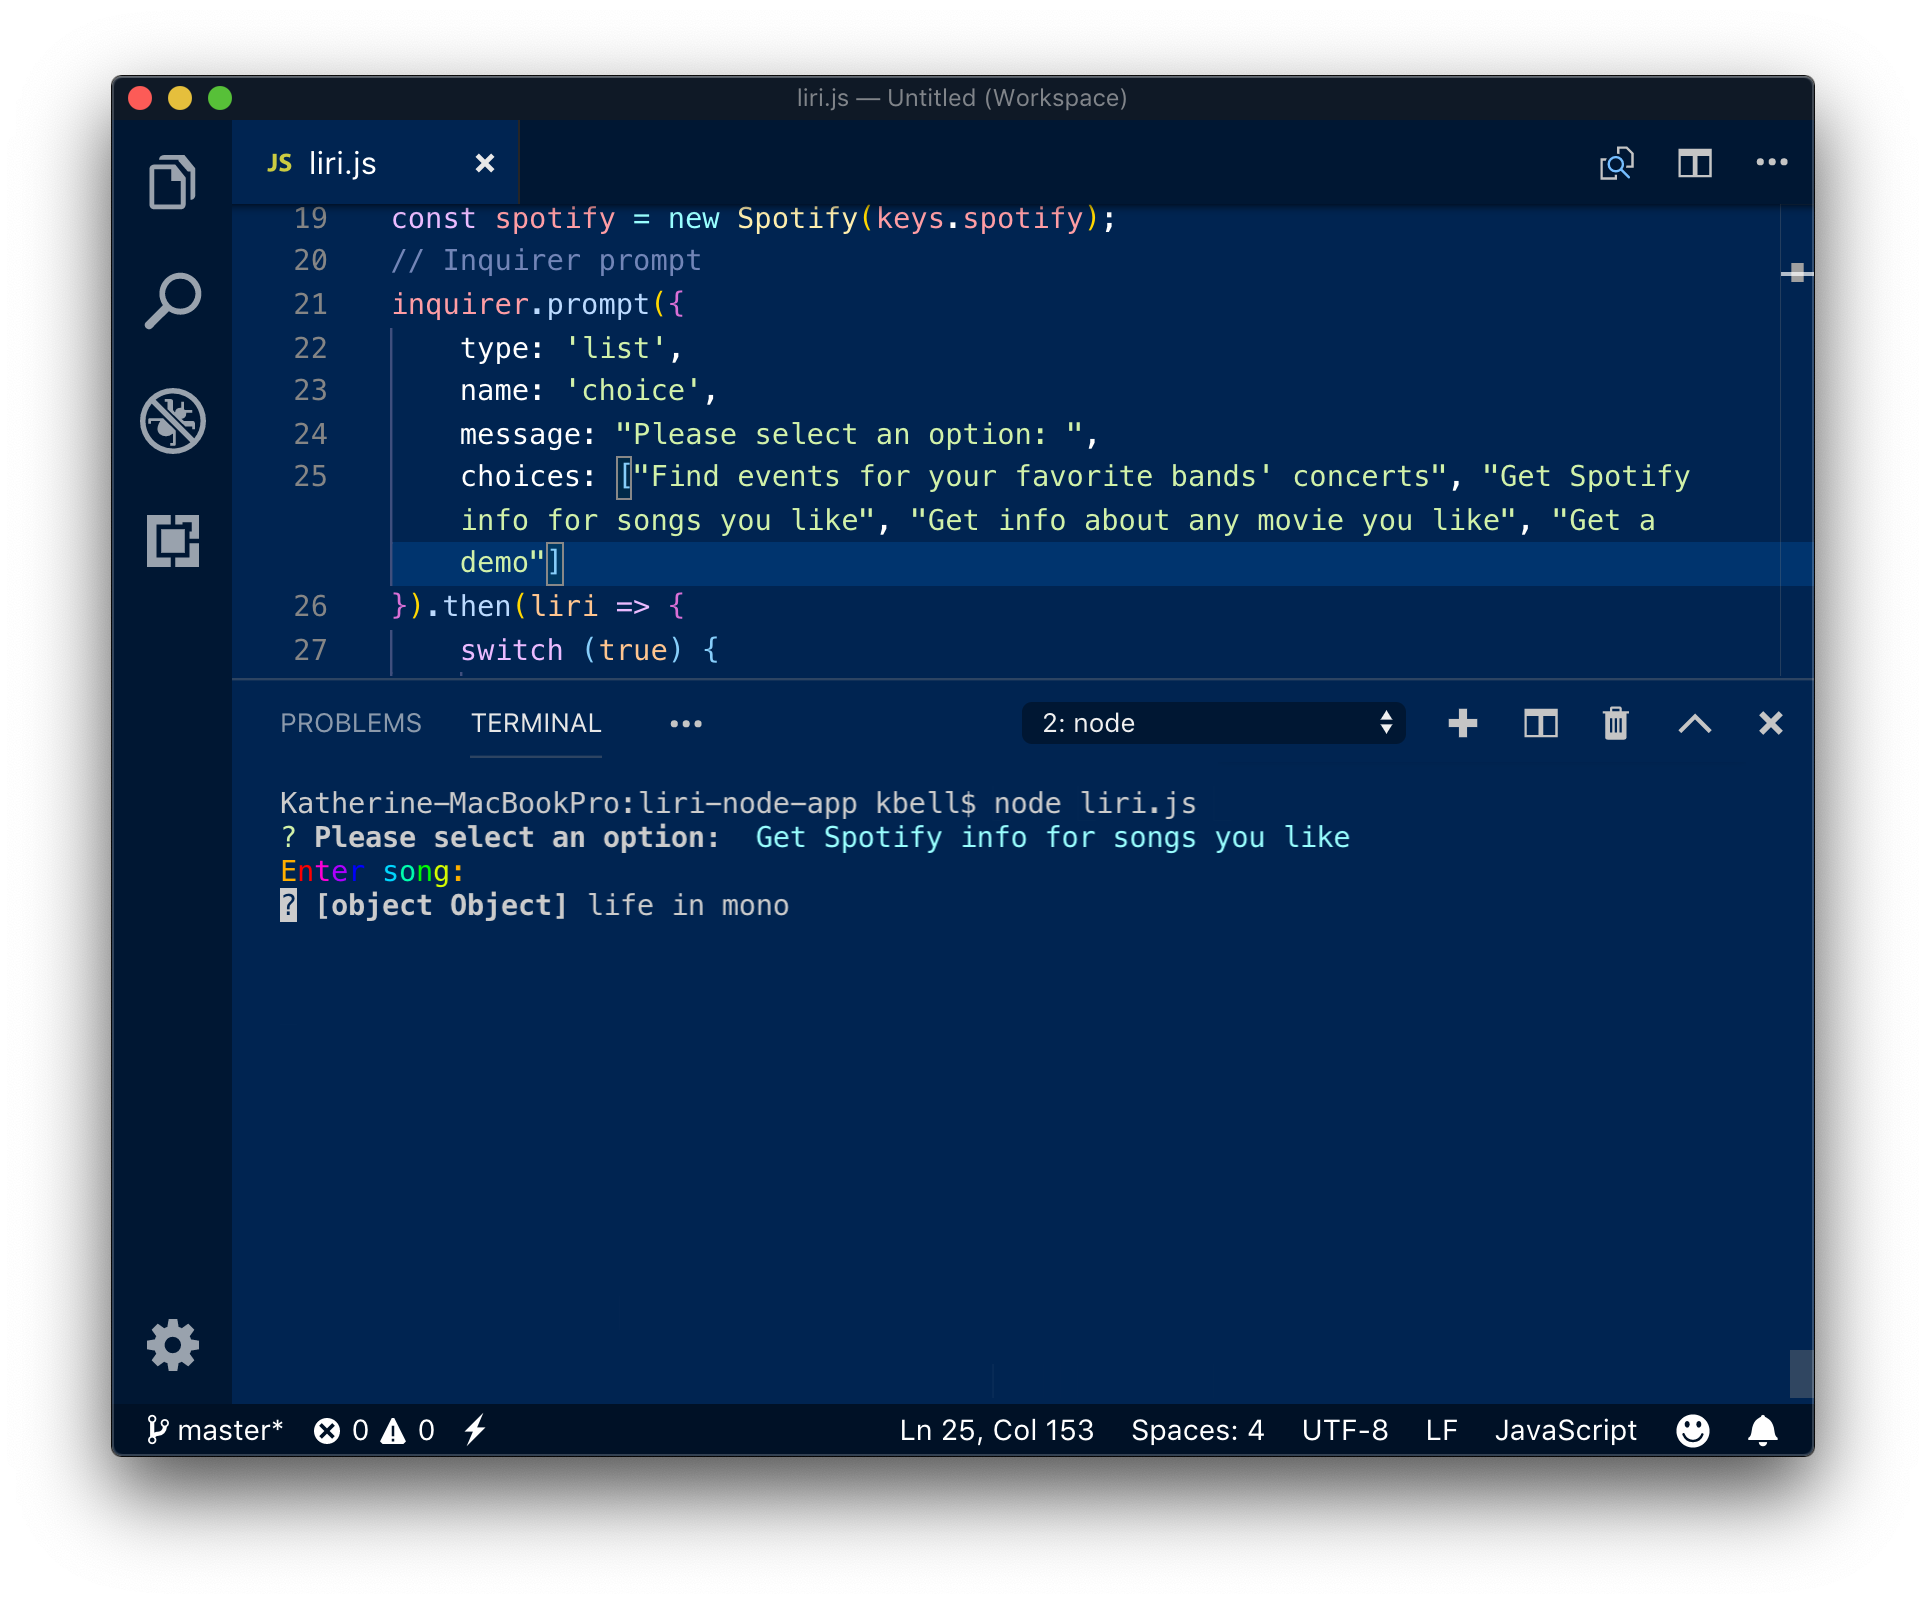 liri.js — Untitled (Workspace)
JS liri.js
19 const spotify = new Spotify(keys.spotify);
20 // Inquirer prompt
21 inquirer.prompt({
22 type: 'list',
23 name: 'choice',
24 message: "Please select an option: ",
25 choices: ["Find events for your favorite bands' concerts", "Get Spotify
info for songs you like", "Get info about any movie you like", "Get a
demo"]
26 }).then(liri => {
27 switch (true) {
PROBLEMS TERMINAL 2: node
Katherine-MacBookPro:liri-node-app kbell$ node liri.js
? Please select an option:  Get Spotify info for songs you like
Enter song:
? [object Object] life in mono
master* 0 0 Ln 25, Col 153 Spaces: 4 UTF-8 LF JavaScript